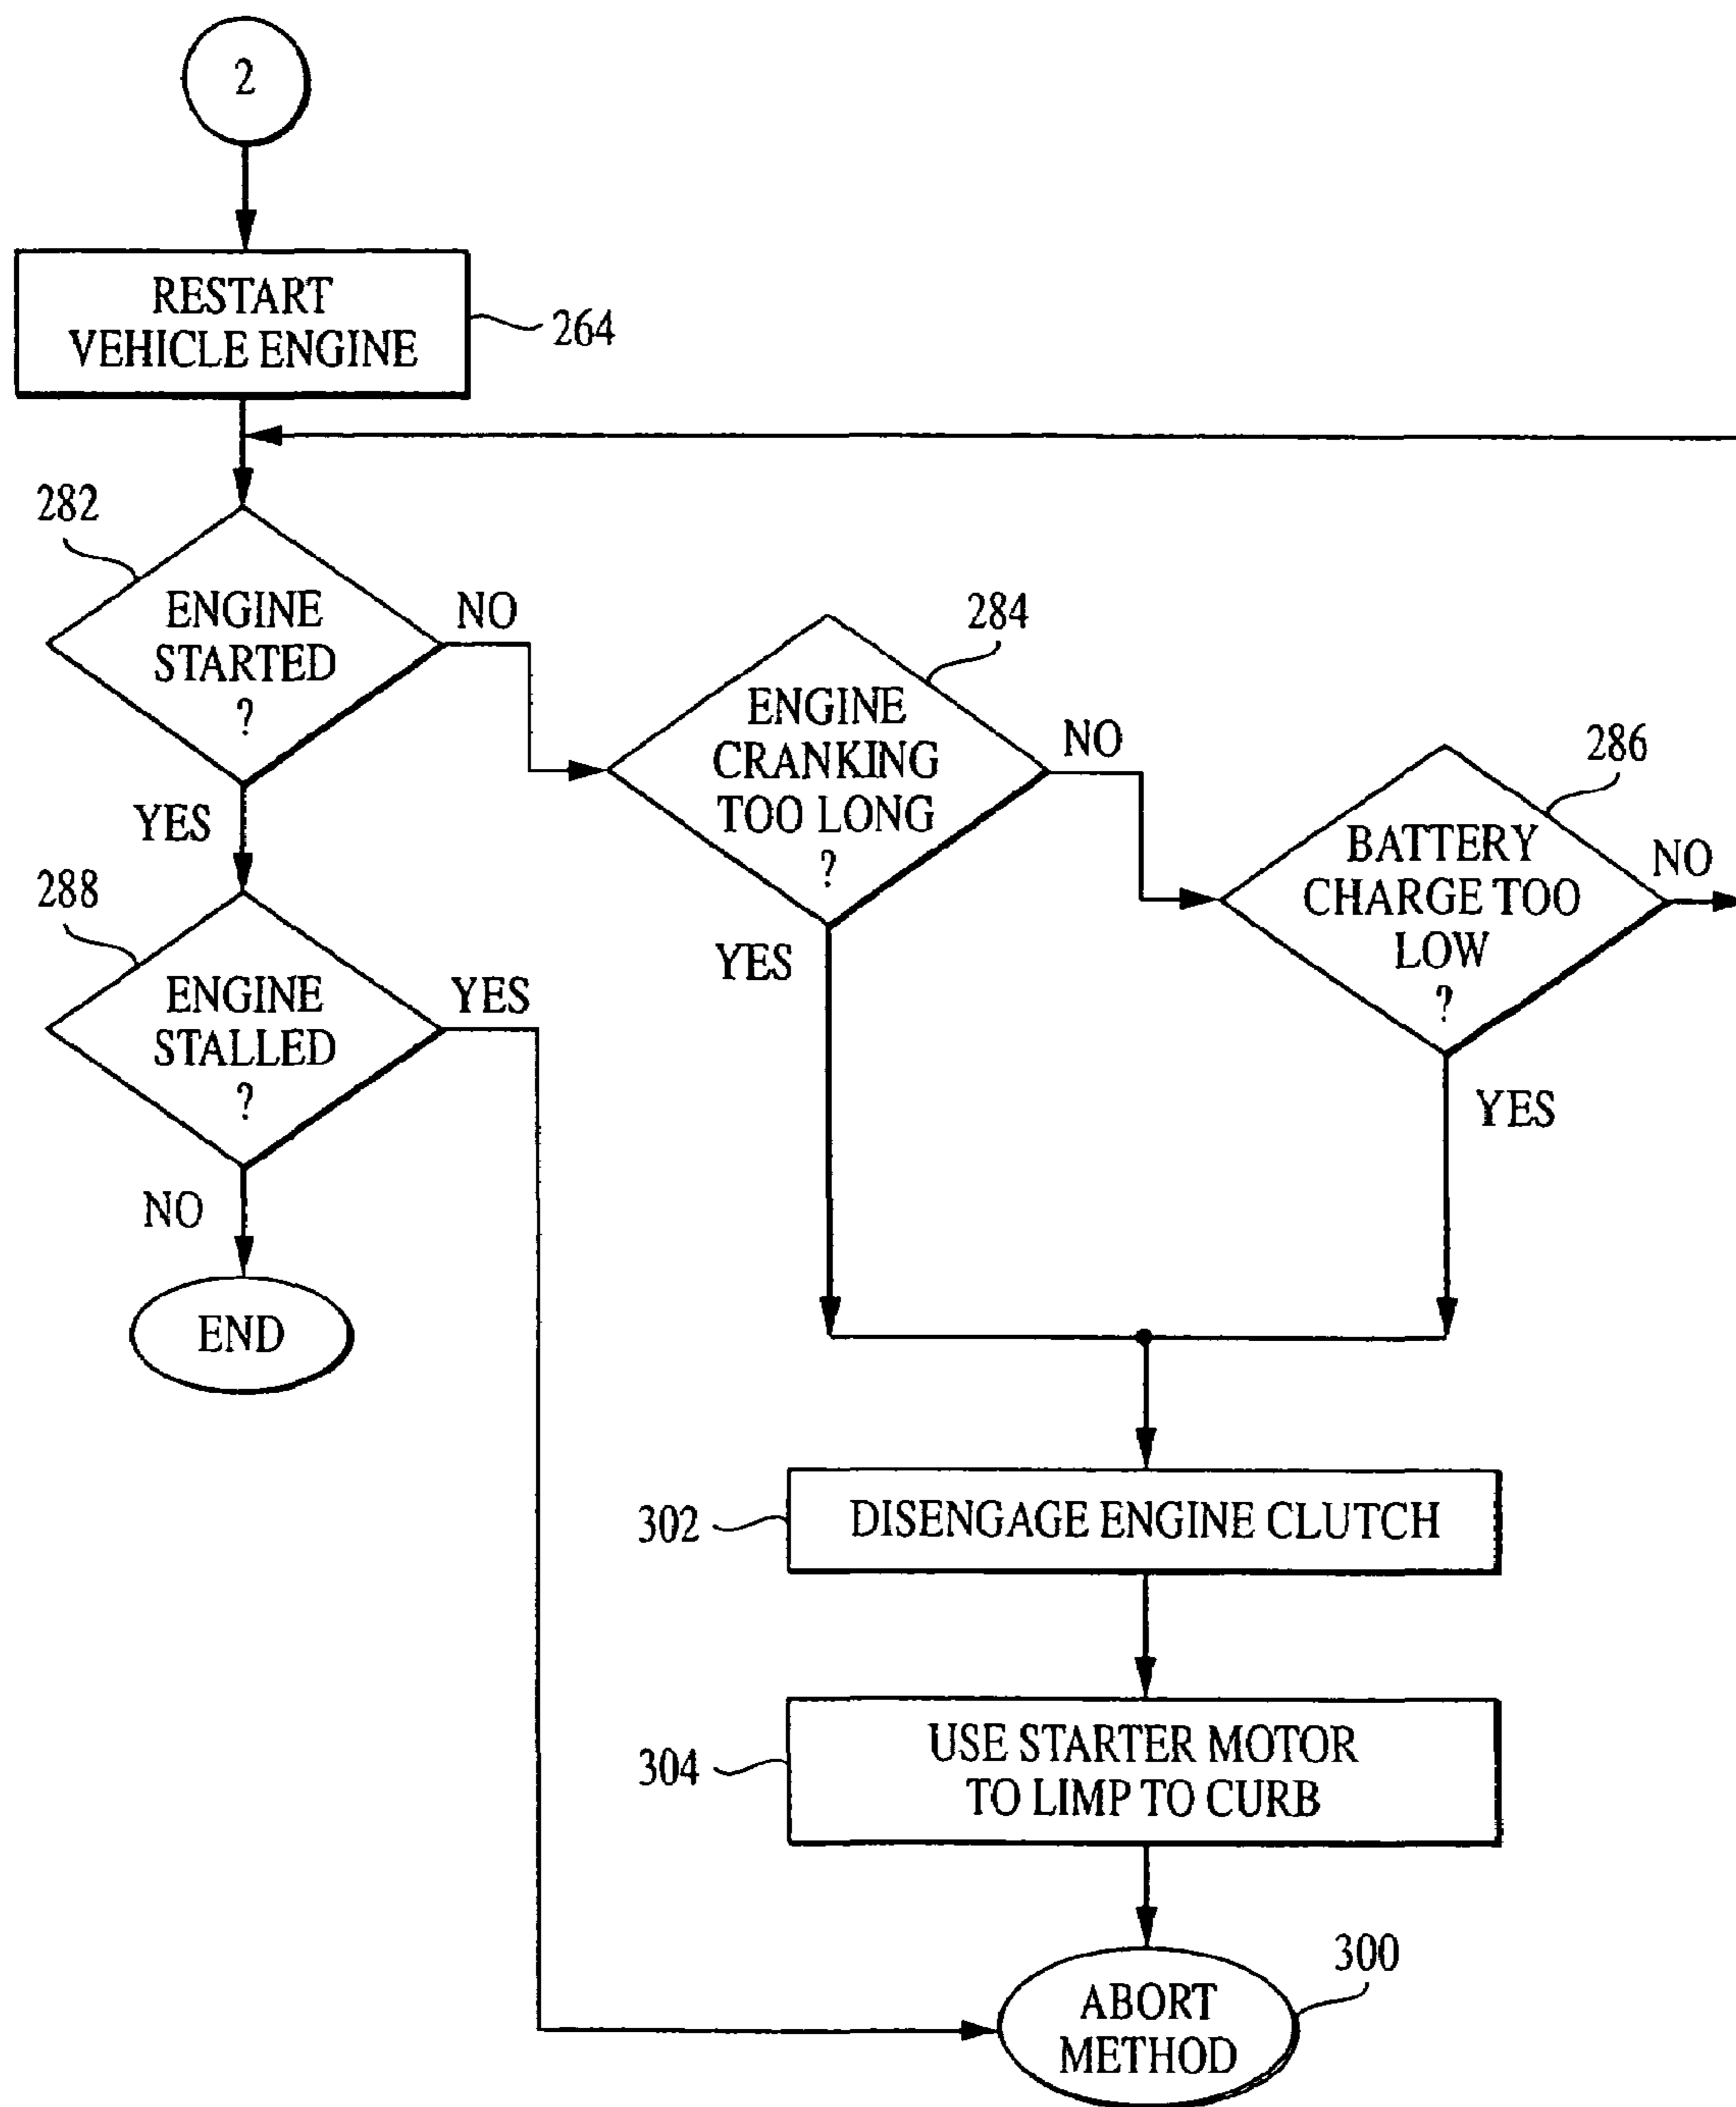 2
RESTART
VEHICLE ENGINE
264
282
ENGINE
STARTED
?
NO
YES
284
ENGINE
CRANKING
TOO LONG
?
NO
YES
286
BATTERY
CHARGE TOO
LOW
?
NO
YES
288
ENGINE
STALLED
?
YES
NO
END
302
DISENGAGE ENGINE CLUTCH
304
USE STARTER MOTOR
TO LIMP TO CURB
300
ABORT
METHOD